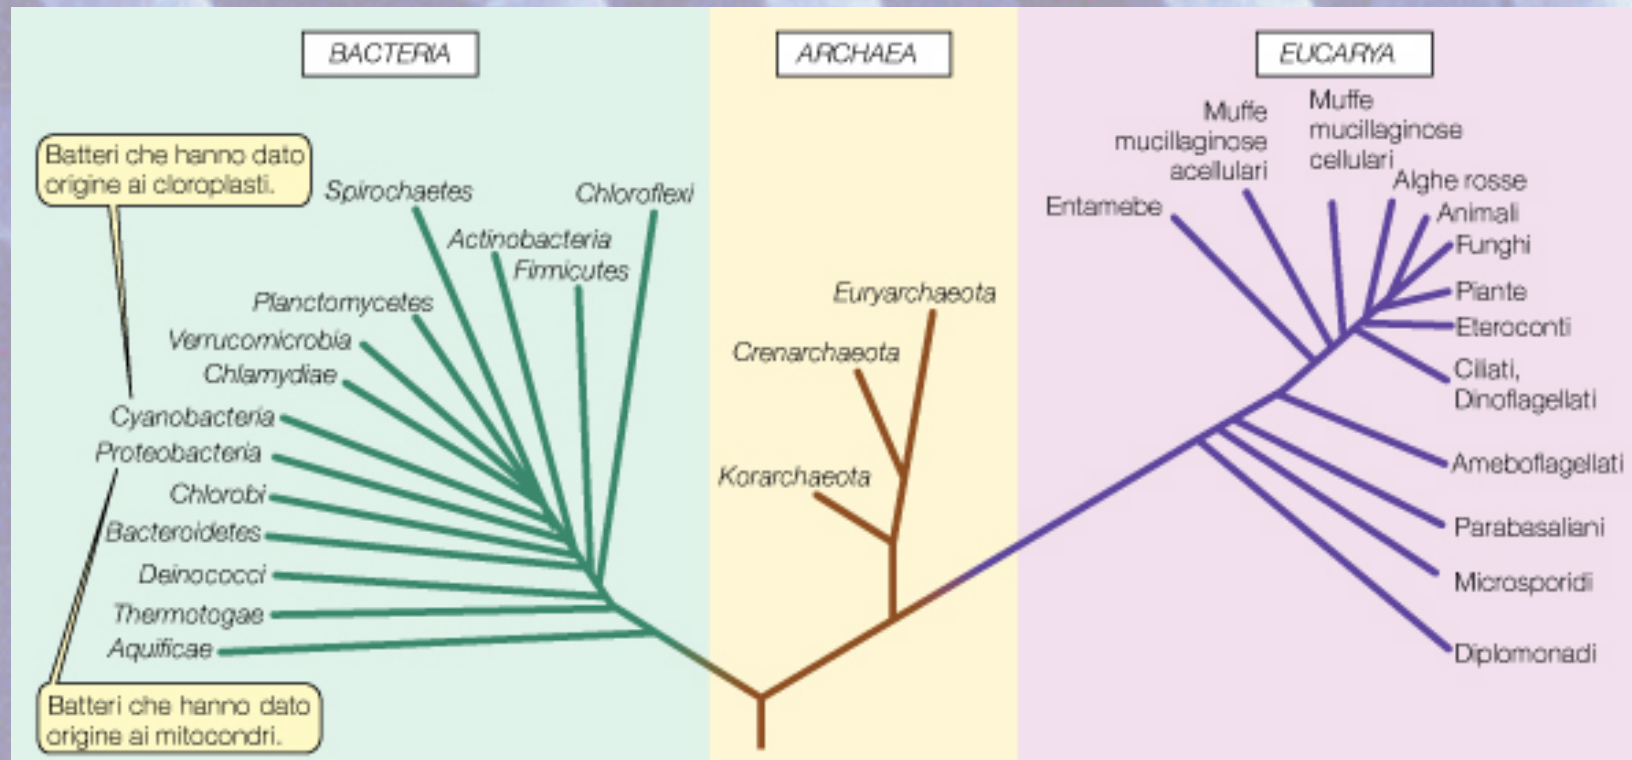 BACTERIA
ARCHAEA
EUCARYA
Batteri che hanno dato
origine ai cloroplasti.
Spirochaetes
Chloroflexi
Actinobacteria
Firmicutes
Planctomycetes
Verrucomicrobia
Chlamydiae
Cyanobacteria
Proteobacteria
Chlorobi
Bacteroidetes
Deinococci
Thermotogae
Aquificae
Batteri che hanno dato
origine ai mitocondri.
Euryarchaeota
Crenarchaeota
Korarchaeota
Muffe
mucillaginose
acellulari
Muffe
mucillaginose
cellulari
Entamebe
Alghe rosse
Animali
Funghi
Piante
Eteroconti
Ciliati,
Dinoflagellati
Ameboflagellati
Parabasaliani
Microsporidi
Diplomonadi